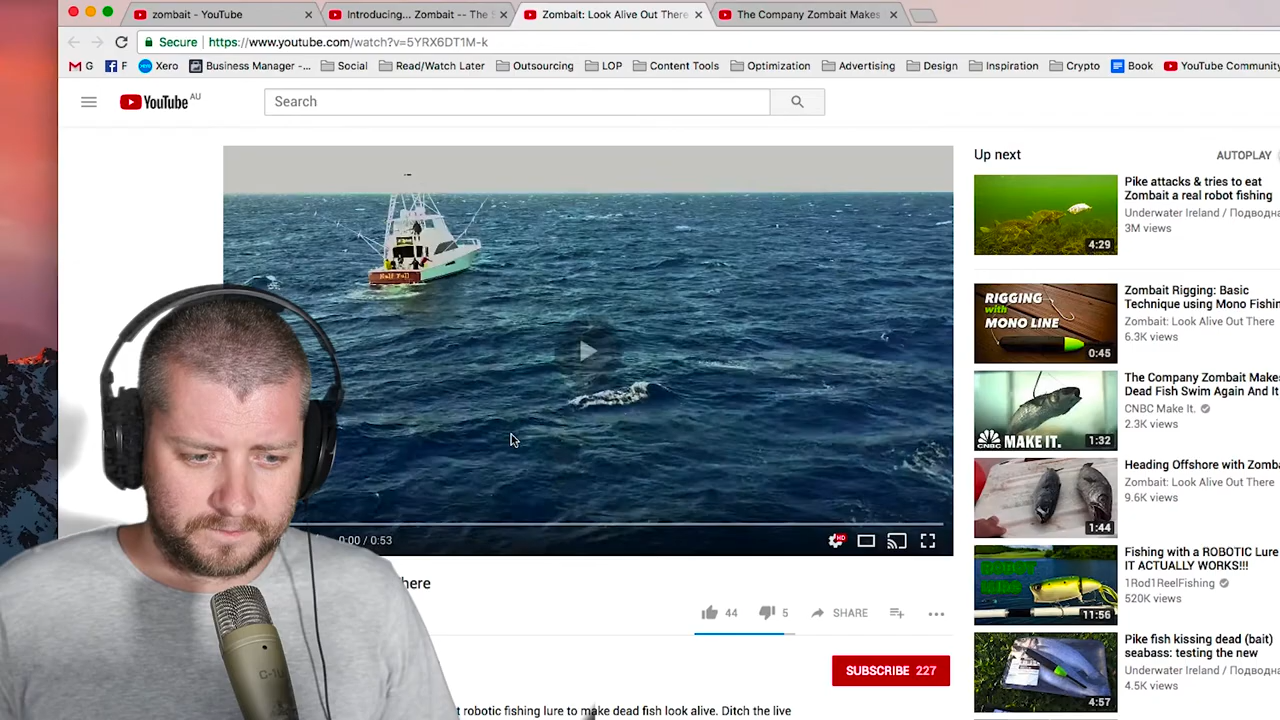 zombait - YouTube
Introducing... Zombait -- The S
Zombait: Look Alive Out There
The Company Zombait Makes
Secure
https://www.youtube.com/watch?v=5YRX6DT1M-k
G
F
Xero
Business Manager -...
Social
Read/Watch Later
Outsourcing
LOP
Content Tools
Optimization
Advertising
Design
Inspiration
Crypto
Book
YouTube Community
YouTube AU
Search
Up next
AUTOPLAY
Pike attacks & tries to eat
Zombait a real robot fishing
Underwater Ireland / Подводна
3M views
4:29
RIGGING
with
MONO LINE
0:45
Zombait Rigging: Basic
Technique using Mono Fishin
Zombait: Look Alive Out There
6.3K views
CNBC MAKE IT.
1:32
The Company Zombait Makes
Dead Fish Swim Again And It
CNBC Make It.
2.3K views
1:44
Heading Offshore with Zomb
Zombait: Look Alive Out There
9.6K views
11:56
Fishing with a ROBOTIC Lure
IT ACTUALLY WORKS!!!
1Rod1ReelFishing
520K views
4:57
Pike fish kissing dead (bait)
seabass: testing the new
Underwater Ireland / Подводна
4.5K views
Half Full
0:00 / 0:53
HD
here
44
5
SHARE
SUBSCRIBE 227
t robotic fishing lure to make dead fish look alive. Ditch the live
C-1U